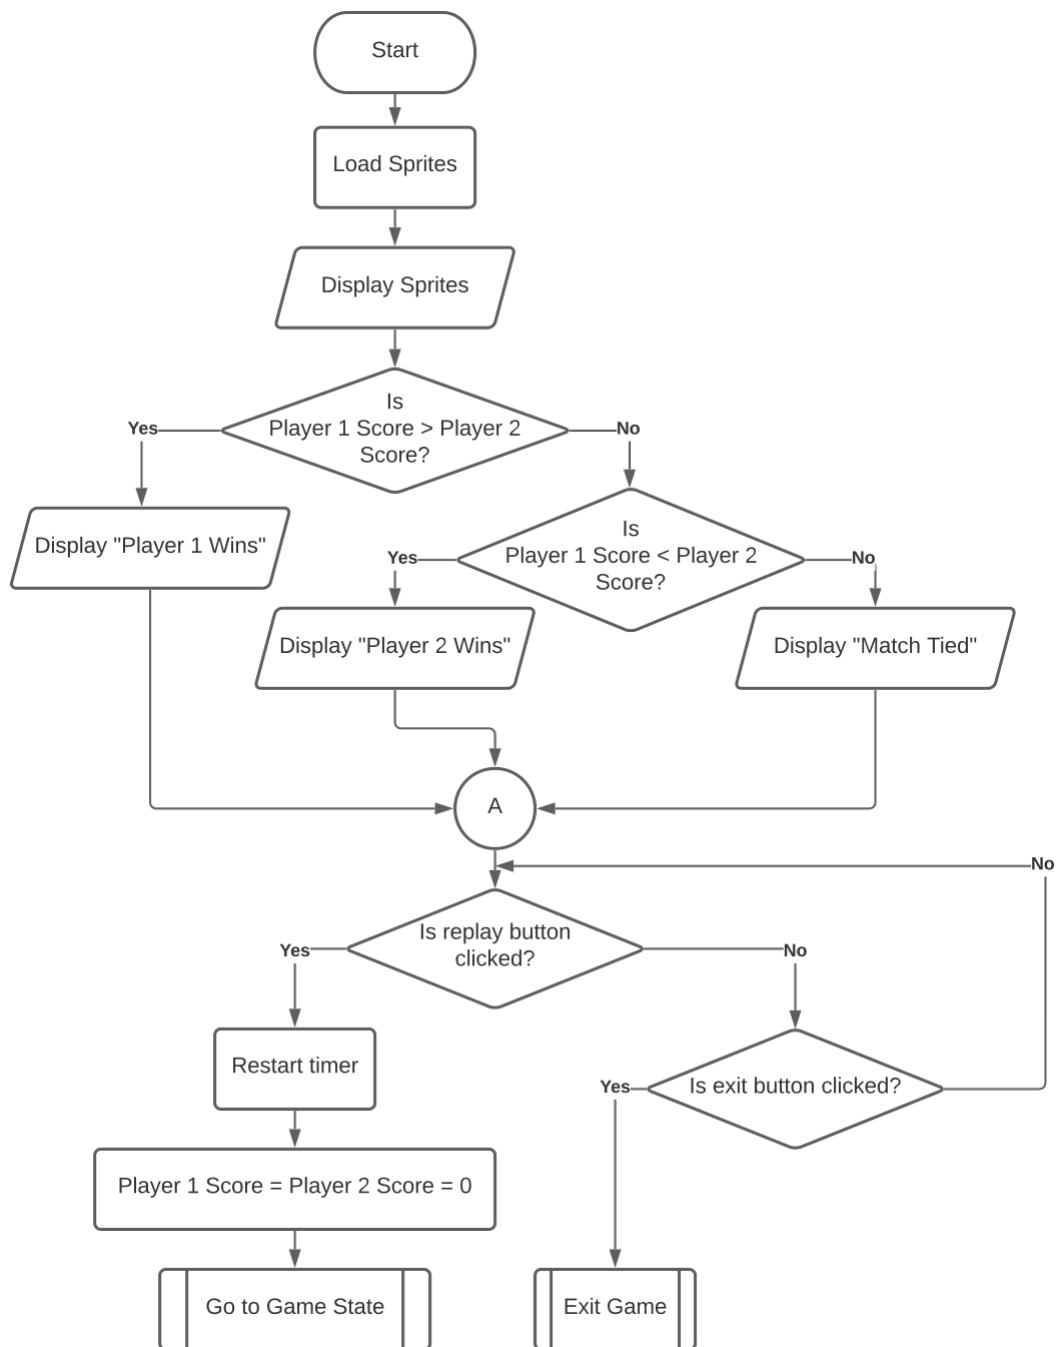 Start
Load Sprites
Display Sprites
Is
Player 1 Score > Player 2
Score?
Yes
No
Display "Player 1 Wins"
Is
Player 1 Score < Player 2
Score?
Yes
No
Display "Player 2 Wins"
Display "Match Tied"
A
No
Is replay button
clicked?
Yes
No
Restart timer
Is exit button clicked?
Yes
Player 1 Score = Player 2 Score = 0
Go to Game State
Exit Game